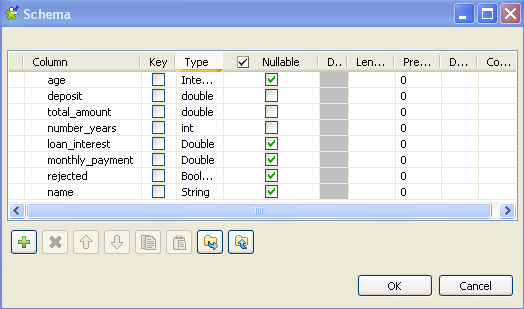 Schema
Column Key Type Nullable D.. Len... Pre... D... Co...
age Inte... 0
deposit double 0
total_amount double 0
number_years int 0
loan_interest Double 0
monthly_payment Double 0
rejected Bool... 0
name String 0
OK Cancel